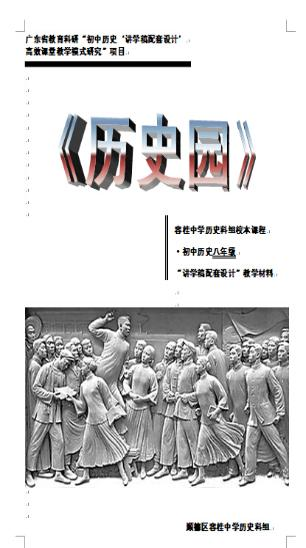 广东省教育科研“初中历史‘讲学稿配套设计’
高效课堂教学模式研究”项目
《历史园》
容桂中学历史科组校本课程
·初中历史八年级
“讲学稿配套设计”教学材料
顺德区容桂中学历史科组